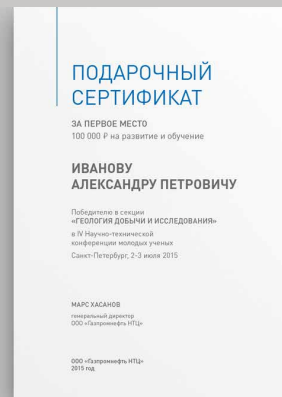 ПОДАРОЧНЫЙ
СЕРТИФИКАТ
ЗА ПЕРВОЕ МЕСТО
100 000 ₽ на развитие и обучение
ИВАНОВУ
АЛЕКСАНДРУ ПЕТРОВИЧУ
Победителю в секции
«ГЕОЛОГИЯ ДОБЫЧИ И ИССЛЕДОВАНИЯ»
в IV Научно-технической
конференции молодых ученых
Санкт-Петербург, 2-3 июля 2015
МАРС ХАСАНОВ
генеральный директор
ООО «Газпромнефть НТЦ»
ООО «Газпромнефть НТЦ»
2015 год